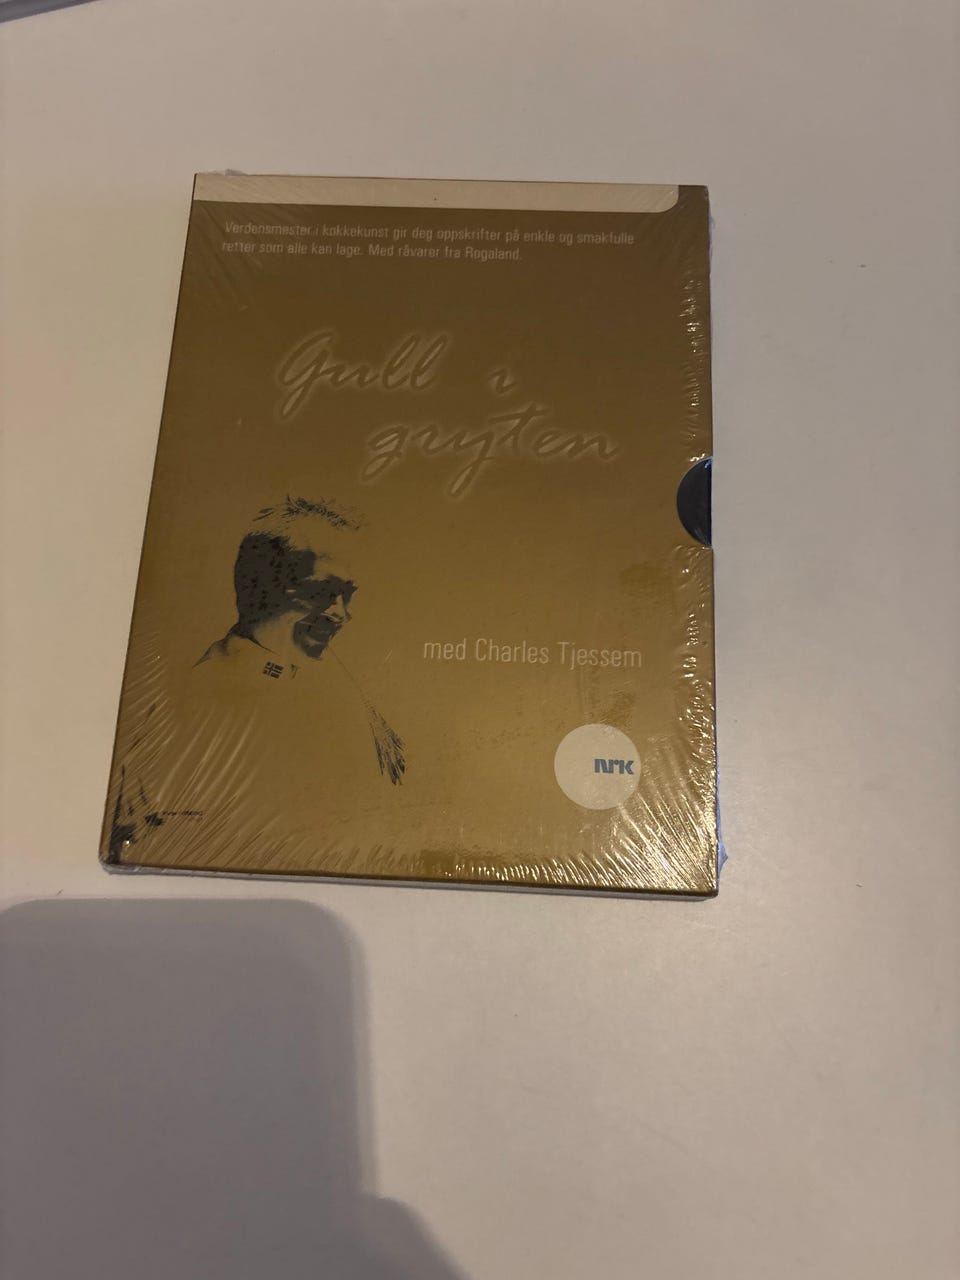 Verdensmester i kokkekunst gir deg oppskrifter på enkle og smakfulle
retter som alle kan lage. Med råvarer fra Rogaland.
Gull i
gryten
med Charles Tjessem
NRK